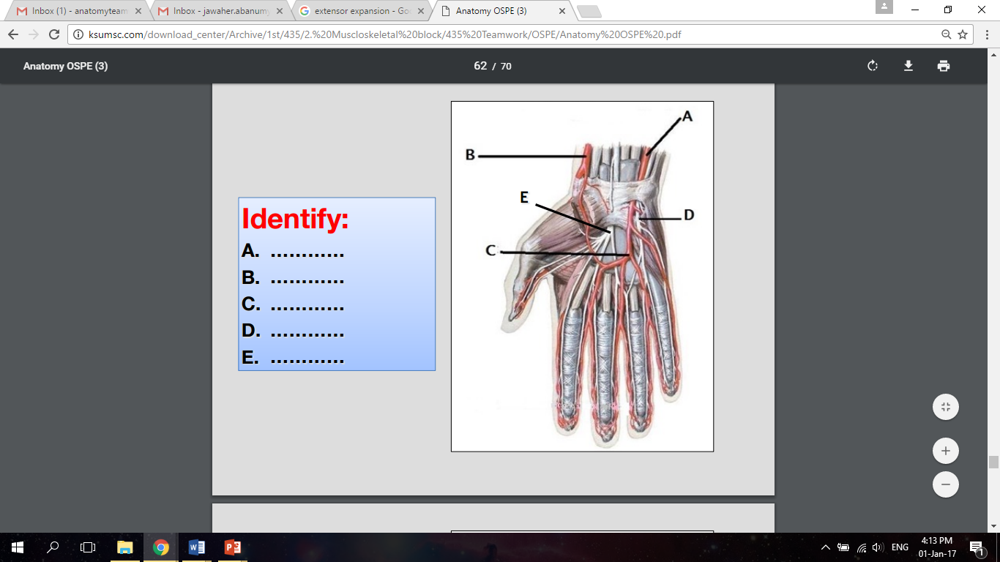 Inbox (1) - anatomyteam
Inbox - jawaher.abanumy
extensor expansion - Goo
Anatomy OSPE (3)
ksumsc.com/download_center/Archive/1st/435/2.%20Muscloskeletal%20block/435%20Teamwork/OSPE/Anatomy%20OSPE%20.pdf
Anatomy OSPE (3)
62 / 70
A
B
E
D
C
Identify:
A. ............
B. ............
C. ............
D. ............
E. ............
ENG
4:13 PM
01-Jan-17
1